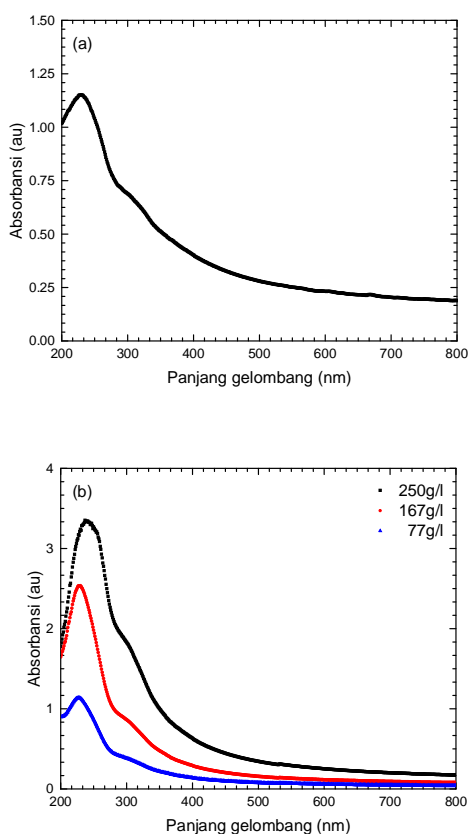 (a)
1.50
1.25
1.00
0.75
0.50
0.25
0.00
Absorbansi (au)
200 300 400 500 600 700 800
Panjang gelombang (nm)
(b)
250g/l
167g/l
77g/l
4
3
2
1
0
Absorbansi (au)
200 300 400 500 600 700 800
Panjang gelombang (nm)